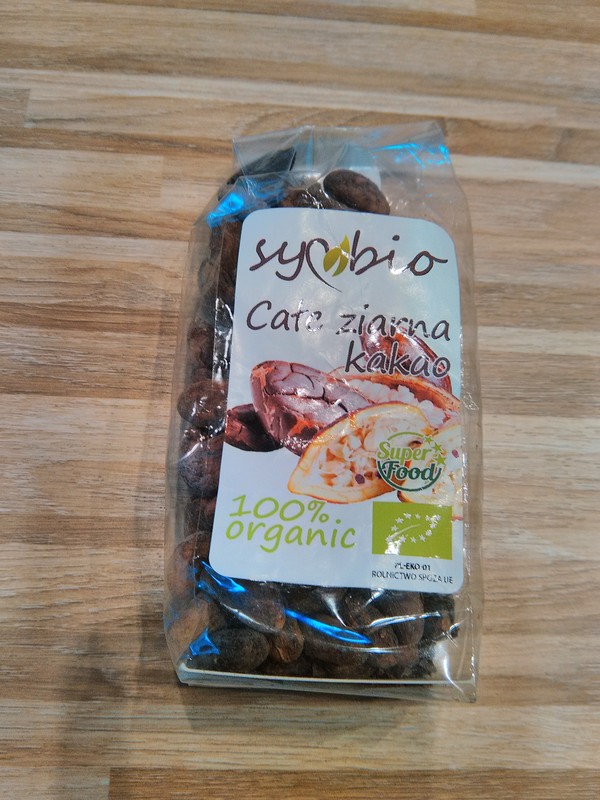 symbio
Całe ziarna
kakao
Super
Food
100%
organic
PL-EKO-01
ROLNICTWO SPOZA UE